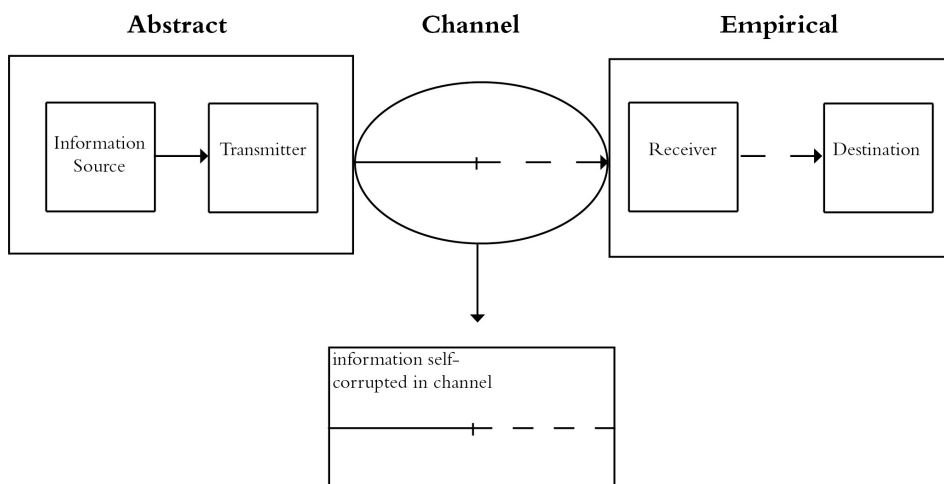 Abstract
Channel
Empirical
Information
Source
Transmitter
Receiver
Destination
information self-
corrupted in channel